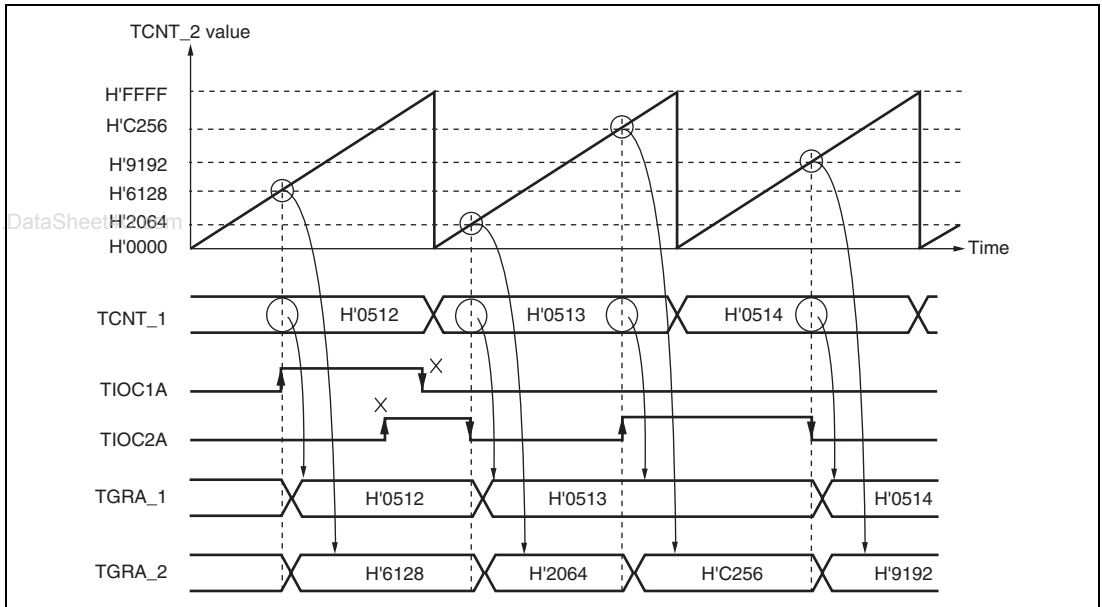 TCNT_2 value
H'FFFF
H'C256
H'9192
H'6128
H'2064
H'0000
Time
TCNT_1 H'0512 H'0513 H'0514
TIOC1A
TIOC2A
TGRA_1 H'0512 H'0513 H'0514
TGRA_2 H'6128 H'2064 H'C256 H'9192